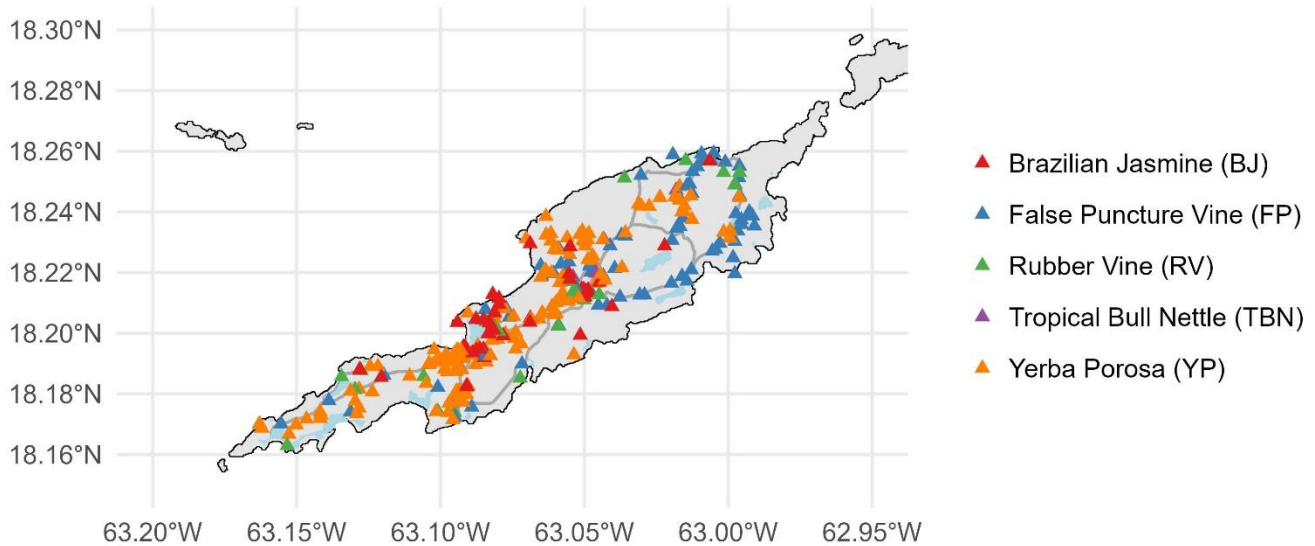 18.30°N
18.28°N
18.26°N
18.24°N
18.22°N
18.20°N
18.18°N
18.16°N
63.20°W
63.15°W
63.10°W
63.05°W
63.00°W
62.95°W
Brazilian Jasmine (BJ)
False Puncture Vine (FP)
Rubber Vine (RV)
Tropical Bull Nettle (TBN)
Yerba Porosa (YP)